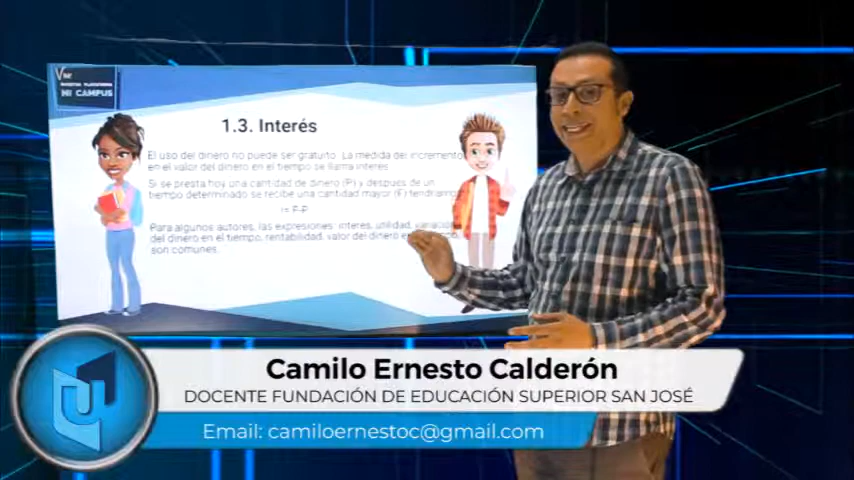 Ver
NUESTRA PLATAFORMA
MI CAMPUS
1.3. Interés
El uso del dinero no puede ser gratuito. La medida del incremento
en el valor del dinero en el tiempo se llama interés.
Si se presta hoy una cantidad de dinero (P) y después de un
tiempo determinado se recibe una cantidad mayor (F) tendríamos
I= F-P
Para algunos autores, las expresiones: interés, utilidad, variación
del dinero en el tiempo, rentabilidad, valor del dinero en
son comunes.
Camilo Ernesto Calderón
DOCENTE FUNDACIÓN DE EDUCACIÓN SUPERIOR SAN JOSÉ
Email: camiloernestoc@gmail.com